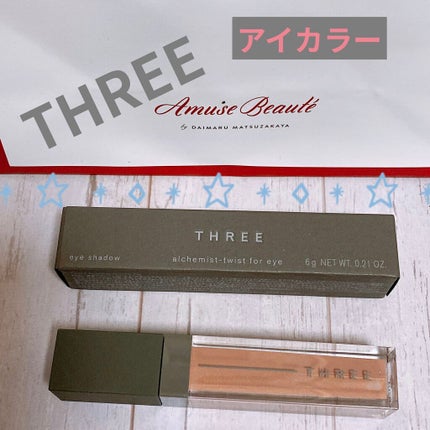 アイカラー
THREE
Amuse Beauté
by DAIMARU MATSUZAKAYA
THREE
eye shadow
alchemist-twist for eye
6g NET WT. 0.21 OZ.
THREE